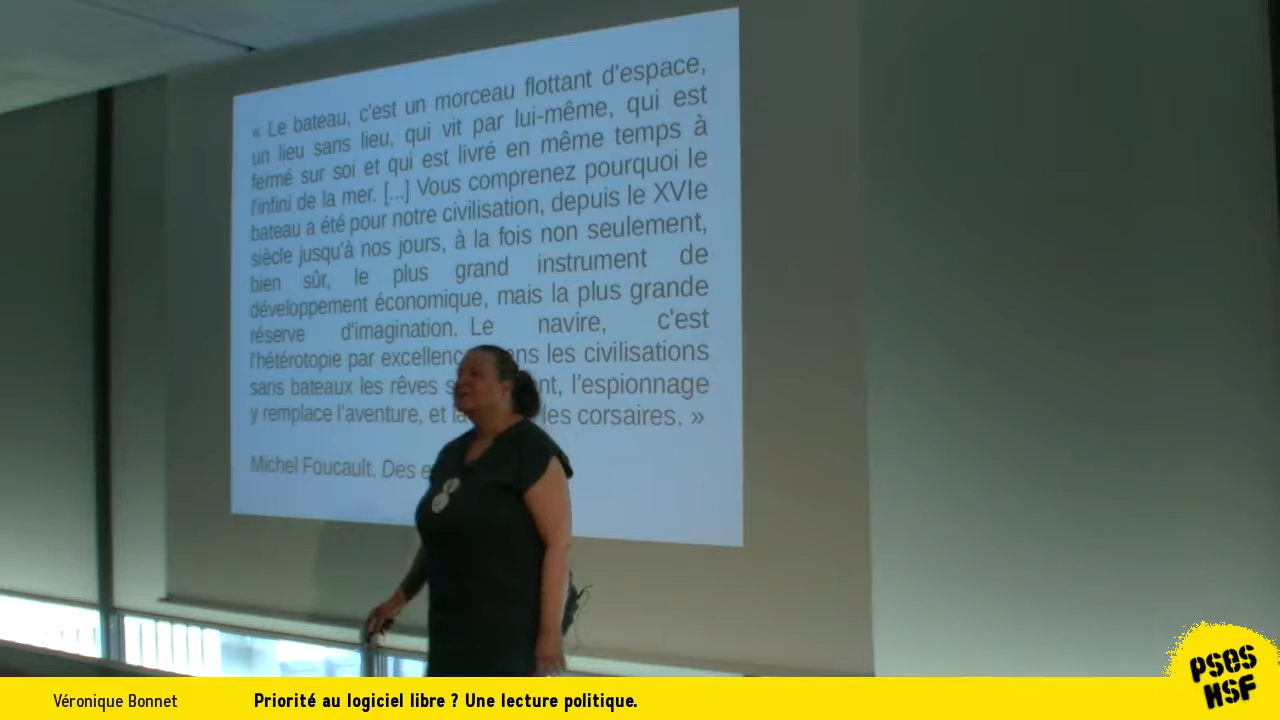 « Le bateau, c'est un morceau flottant d'espace,
un lieu sans lieu, qui vit par lui-même, qui est
fermé sur soi et qui est livré en même temps à
l'infini de la mer. [...] Vous comprenez pourquoi le
bateau a été pour notre civilisation, depuis le XVIe
siècle jusqu'à nos jours, à la fois non seulement,
bien sûr, le plus grand instrument de
développement économique, mais la plus grande
réserve d'imagination. Le navire, c'est
l'hétérotopie par excellence les civilisations
sans bateaux les rêves l'espionnage
y remplace l'aventure, et les corsaires. »
Michel Foucault. Des
Véronique Bonnet Priorité au logiciel libre ? Une lecture politique.
PSES
HSF